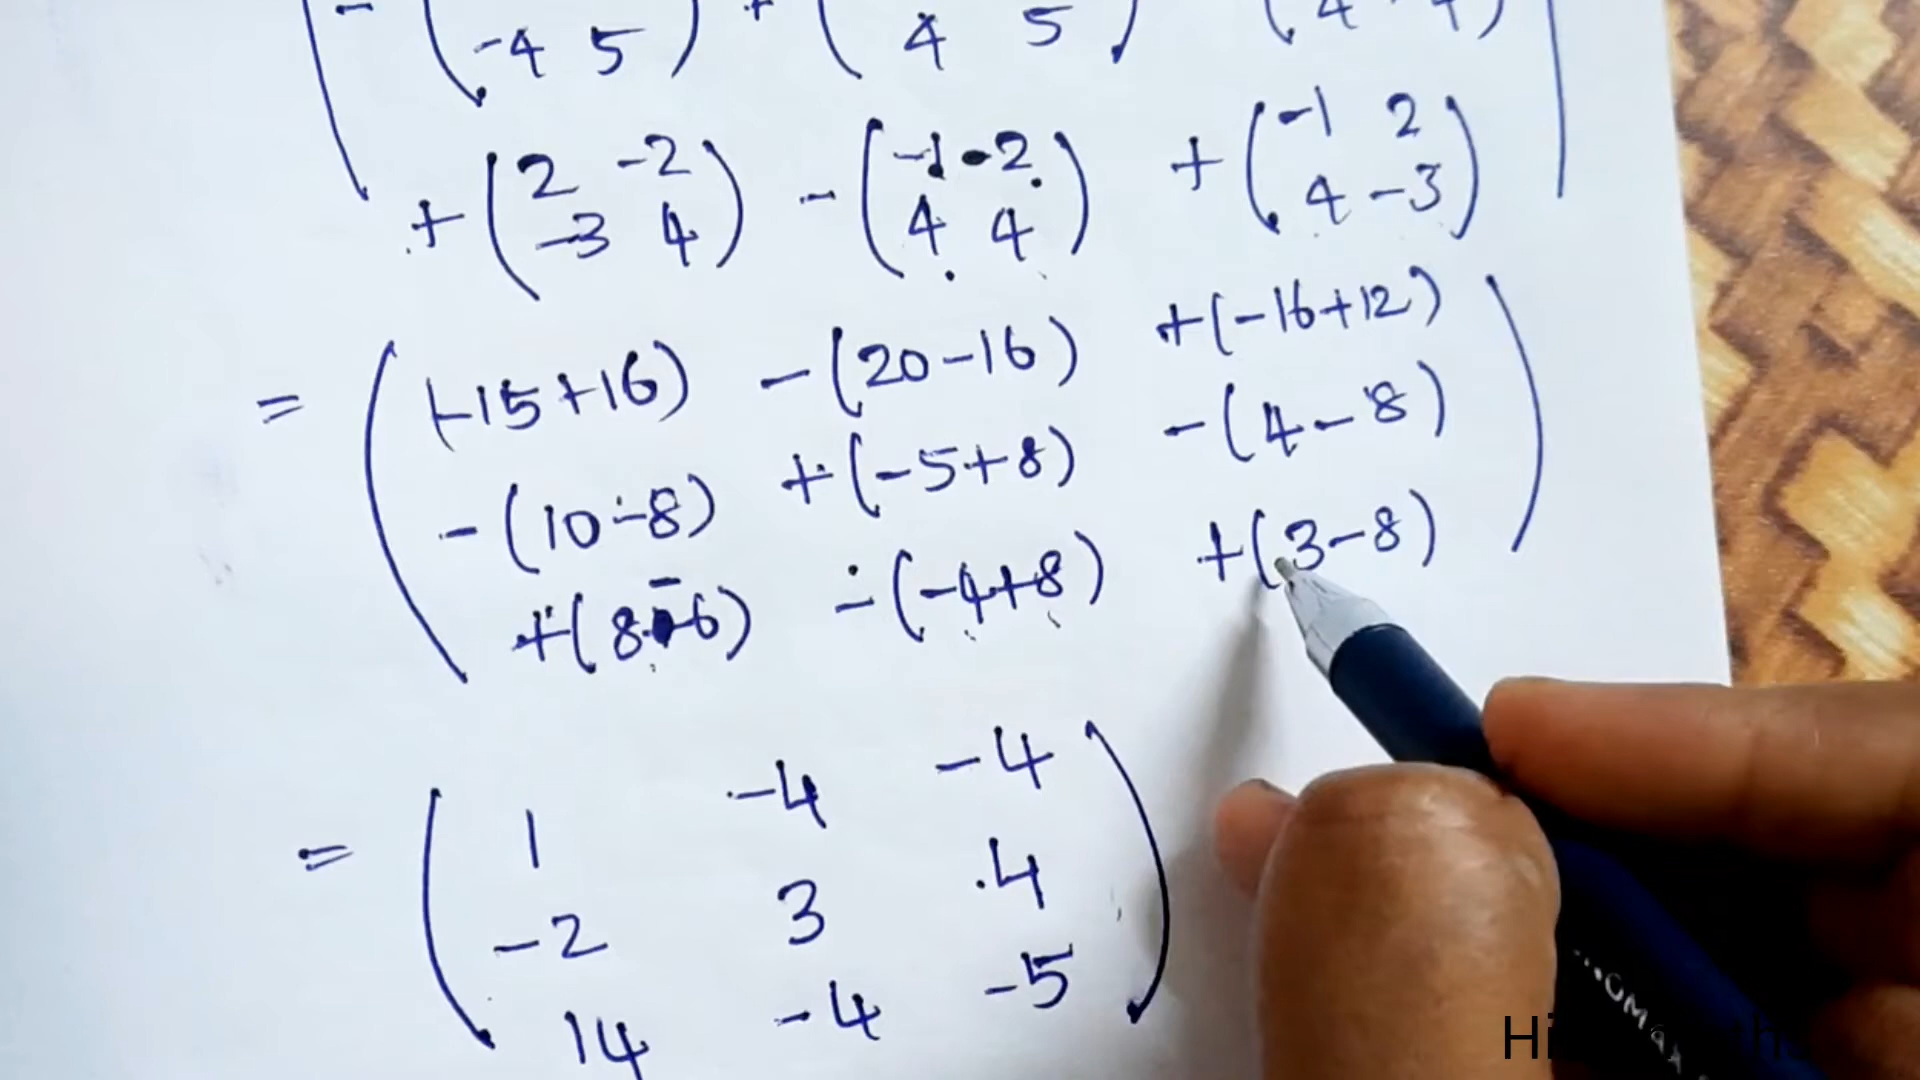 - ( + (
-4 5 ) 4 5 ) ( 4 )
+ ( 2 -2 ) - ( -1 -2 ) + ( -1 2 )
-3 4 4 4 4 -3
= ( +15+16) - (20-16) + (-16+12) )
- (10-8) + (-5+8) - (4-8)
+ (8-6) - (-4+8) + (3-8)
= ( 1 -4 -4 )
-2 3 4
14 -4 -5